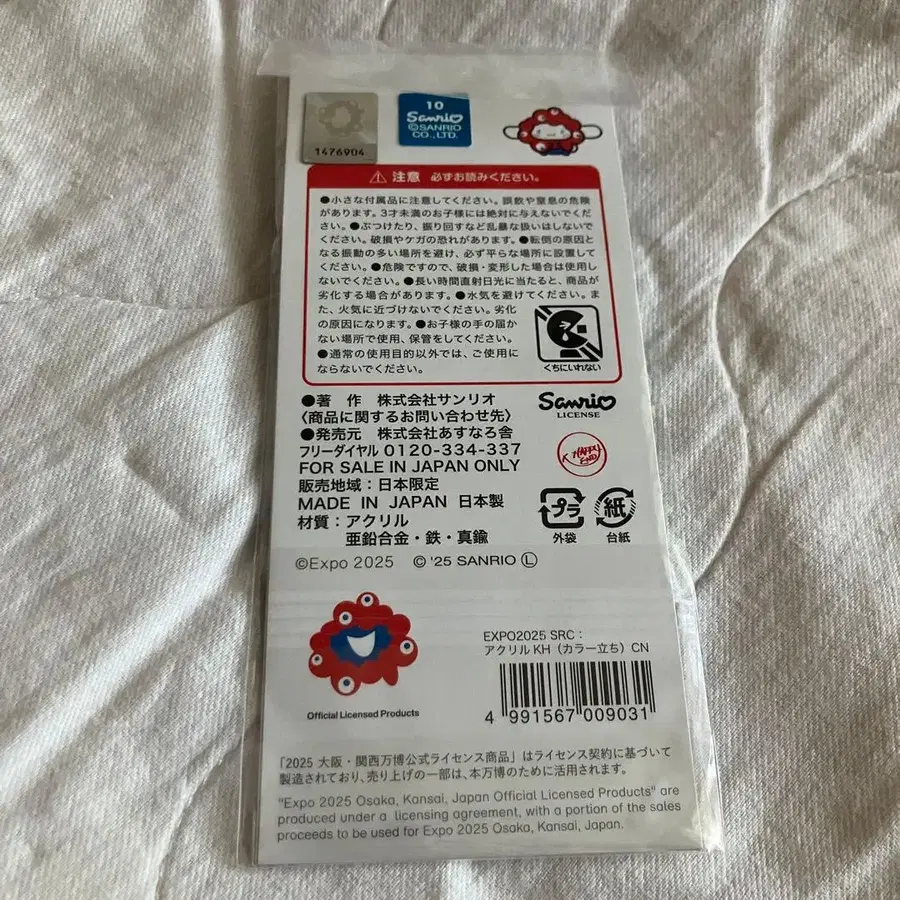 10
Sanrio
©SANRIO
CO.,LTD.
1476904
⚠ 注意 必ずお読みください。
●小さな付属品に注意してください。誤飲や窒息の危険
があります。3才未満のお子様には絶対に与えないでくだ
さい。●ぶつけたり、振り回すなど乱暴な扱いはしないで
ください。破損やケガの恐れがあります。●転倒の原因と
なる振動の多い場所を避け、必ず平らな場所に設置して
ください。●危険ですので、破損・変形した場合は使用し
ないでください。●長い時間直射日光に当たると、商品が
劣化する場合があります。●水気を避けてください。ま
た、火気に近づけないでください。劣化
の原因になります。●お子様の手の届か
ない場所で使用、保管をしてください。
●通常の使用目的以外では、ご使用に
ならないでください。
くちにいれない
●著 作 株式会社サンリオ
〈商品に関するお問い合わせ先〉
●発売元 株式会社あすなろ舎
フリーダイヤル 0120-334-337
FOR SALE IN JAPAN ONLY
販売地域：日本限定
MADE IN JAPAN 日本製
材質：アクリル
亜鉛合金・鉄・真鍮
Sanrio
LICENSE
K HAPPY
END
プラ
外袋
紙
台紙
©Expo 2025 © '25 SANRIO Ⓛ
Official Licensed Products
EXPO2025 SRC：
アクリルKH（カラー立ち）CN
4 991567 009031
「2025 大阪・関西万博公式ライセンス商品」はライセンス契約に基づいて
製造されており、売り上げの一部は、本万博のために活用されます。
"Expo 2025 Osaka, Kansai, Japan Official Licensed Products" are
produced under a licensing agreement, with a portion of the sales
proceeds to be used for Expo 2025 Osaka, Kansai, Japan.